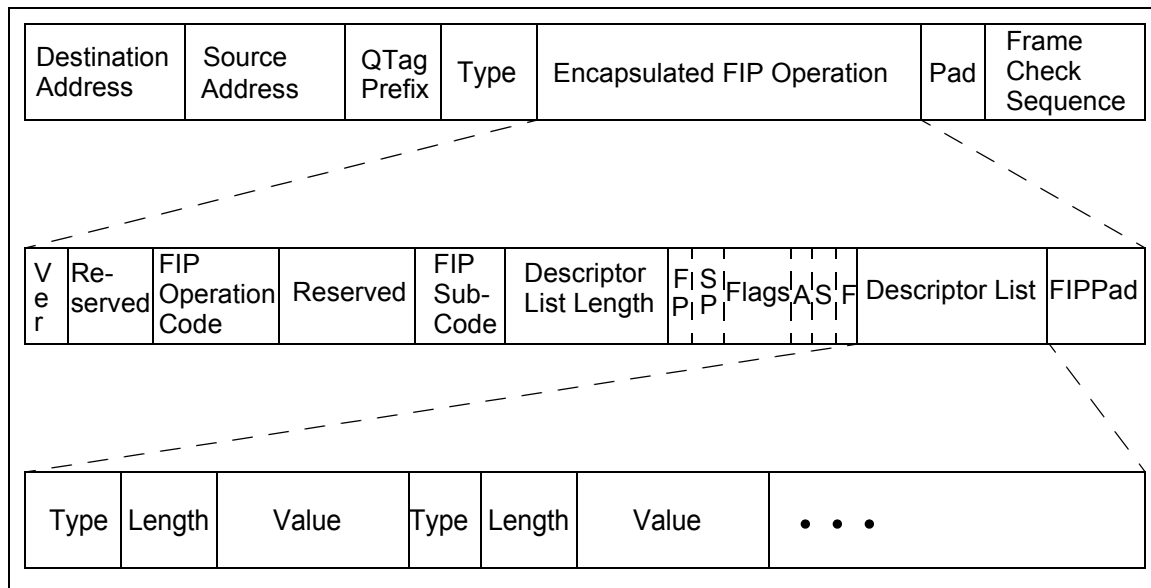 Destination
Address
Source
Address
QTag
Prefix
Type
Encapsulated FIP Operation
Pad
Frame
Check
Sequence
V
e
r
Re-
served
FIP
Operation
Code
Reserved
FIP
Sub-
Code
Descriptor
List Length
F
P
S
P
Flags
A
S
F
Descriptor List
FIPPad
Type
Length
Value
Type
Length
Value
• • •